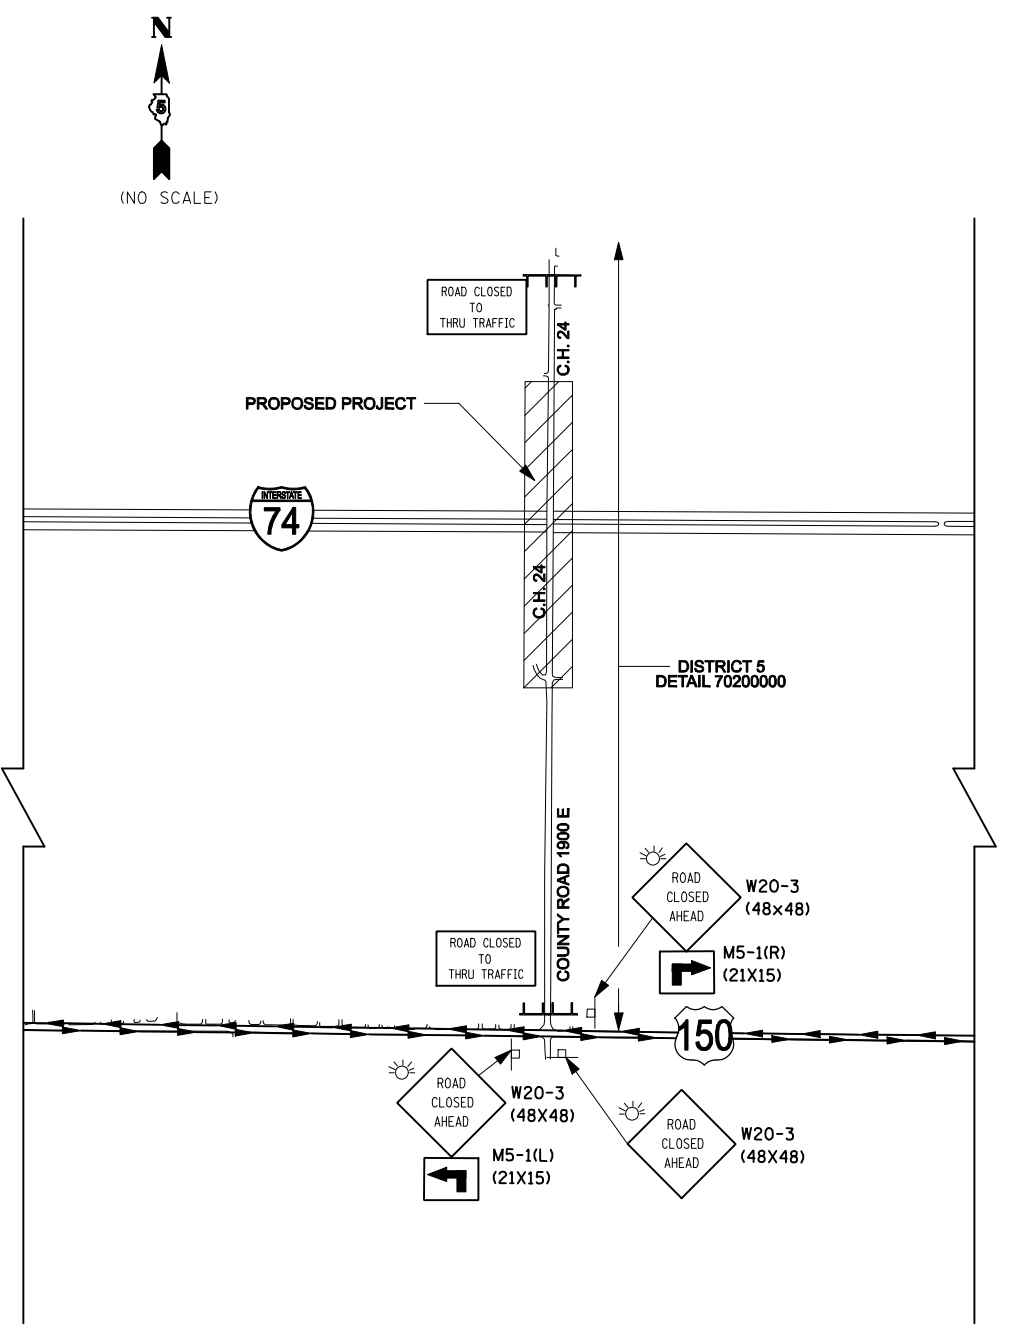 N
5
(NO SCALE)
ROAD CLOSED
TO
THRU TRAFFIC
C.H. 24
PROPOSED PROJECT
INTERSTATE
74
C.H. 24
DISTRICT 5
DETAIL 70200000
COUNTY ROAD 1900 E
ROAD
CLOSED
AHEAD
W20-3
(48x48)
ROAD CLOSED
TO
THRU TRAFFIC
M5-1(R)
(21X15)
150
ROAD
CLOSED
AHEAD
W20-3
(48X48)
M5-1(L)
(21X15)
ROAD
CLOSED
AHEAD
W20-3
(48X48)